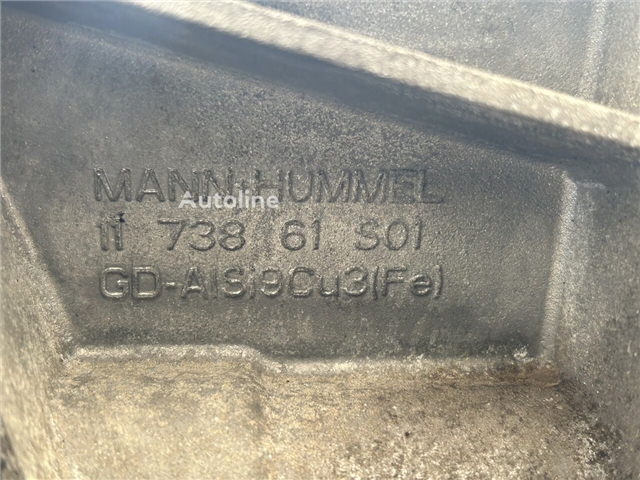 MANN+HUMMEL
Autoline
11 738 61 S01
GD-AlSi9Cu3(Fe)